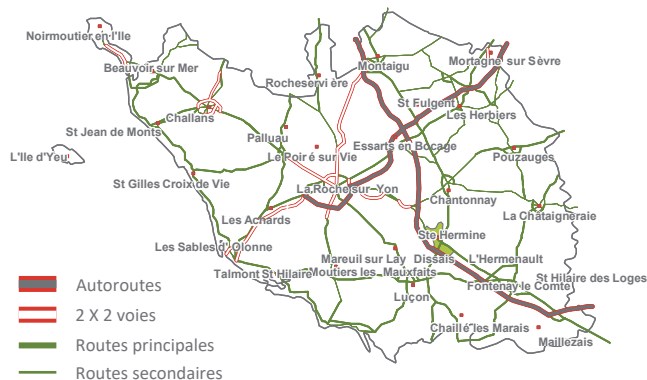 Noirmoutier en l'Ile
Beauvoir sur Mer
Rocheservi ère
Montaigu
Mortagne sur Sèvre
Challans
St Fulgent
Les Herbiers
St Jean de Monts
Palluau
Essarts en Bocage
L'Ile d'Yeu
Le Poir é sur Vie
Pouzauges
St Gilles Croix de Vie
La Roche sur Yon
Chantonnay
Les Achards
La Châtaigneraie
Ste Hermine
Les Sables d' Olonne
Mareuil sur Lay
Dissais
L'Hermenault
Talmont St Hilaire
Moutiers les Mauxfaits
St Hilaire des Loges
Fontenay le Comte
Luçon
Chaill é les Marais
Maillezais
Autoroutes
2 X 2 voies
Routes principales
Routes secondaires